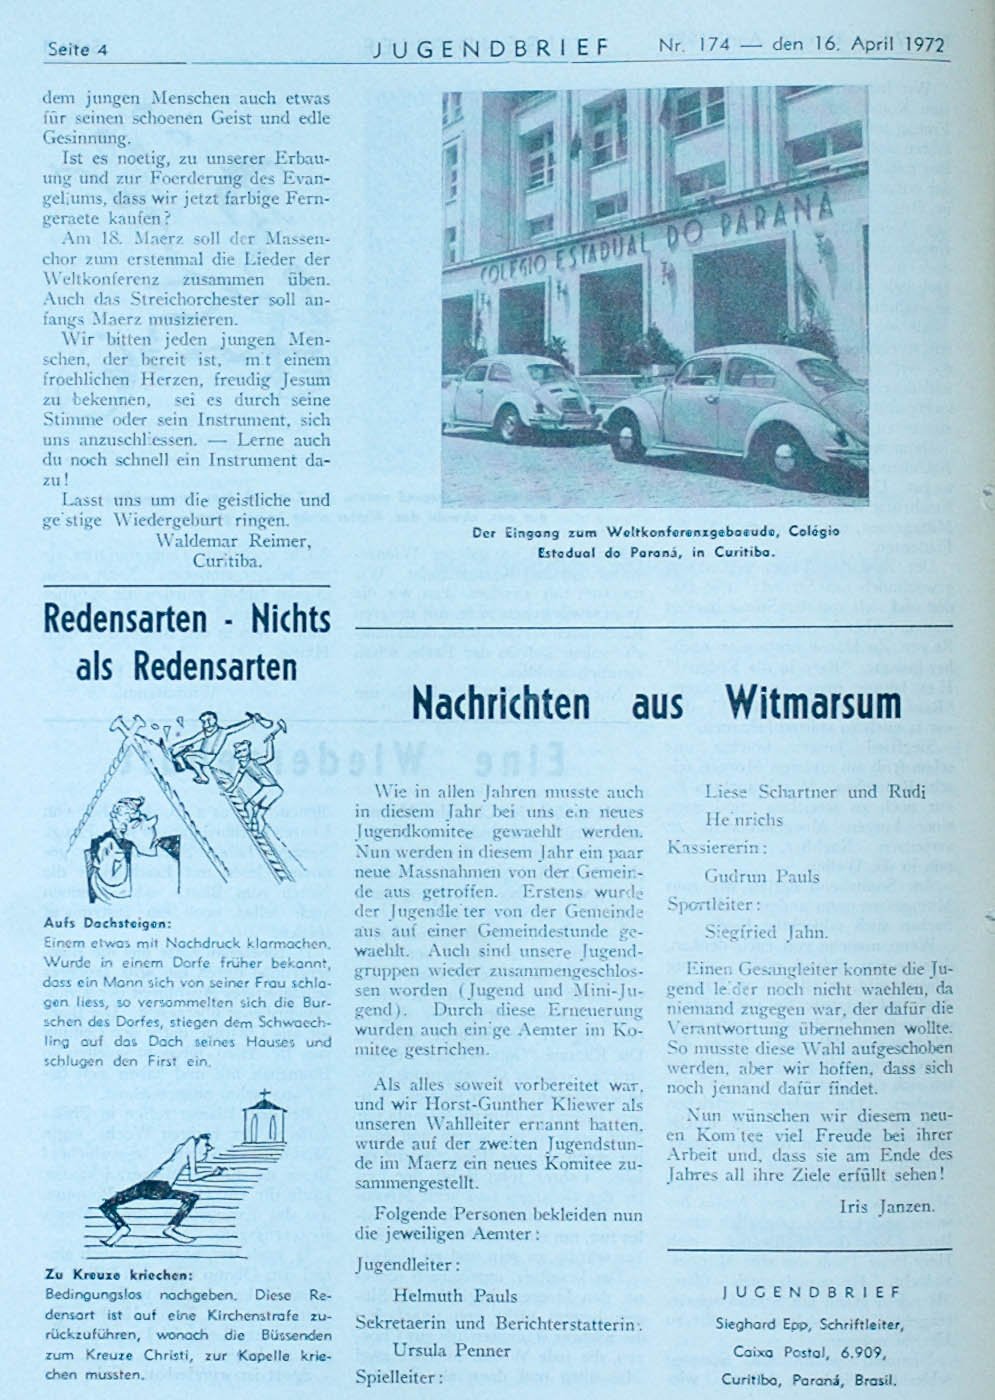 Seite 4
JUGENDBRIEF
Nr. 174 — den 16. April 1972
dem jungen Menschen auch etwas
für seinen schoenen Geist und edle
Gesinnung.
Ist es noetig, zu unserer Erbau-
ung und zur Foerderung des Evan-
geliums, dass wir jetzt farbige Fern-
geraete kaufen?
Am 18. Maerz soll der Massen-
chor zum erstenmal die Lieder der
Weltkonferenz zusammen üben.
Auch das Streichorchester soll an-
fangs Maerz musizieren.
Wir bitten jeden jungen Men-
schen, der bereit ist, mit einem
froehlichen Herzen, freudig Jesum
zu bekennen, sei es durch seine
Stimme oder sein Instrument, sich
uns anzuschliessen. — Lerne auch
du noch schnell ein Instrument da-
zu!
Lasst uns um die geistliche und
geistige Wiedergeburt ringen.
Waldemar Reimer,
Curitiba.
COLEGIO ESTADUAL DO PARANÁ
Der Eingang zum Weltkonferenzgebaeude, Colégio
Estadual do Paraná, in Curitiba.
Redensarten - Nichts
als Redensarten
Aufs Dachsteigen:
Einem etwas mit Nachdruck klarmachen.
Wurde in einem Dorfe früher bekannt,
dass ein Mann sich von seiner Frau schla-
gen liess, so versammelten sich die Bur-
schen des Dorfes, stiegen dem Schwaech-
ling auf das Dach seines Hauses und
schlugen den First ein.
Zu Kreuze kriechen:
Bedingungslos nachgeben. Diese Re-
densart ist auf eine Kirchenstrafe zu-
rückzuführen, wonach die Büssenden
zum Kreuze Christi, zur Kapelle krie-
chen mussten.
Nachrichten aus Witmarsum
Wie in allen Jahren musste auch
in diesem Jahr bei uns ein neues
Jugendkomitee gewaehlt werden.
Nun werden in diesem Jahr ein paar
neue Massnahmen von der Gemein-
de aus getroffen. Erstens wurde
der Jugendleiter von der Gemeinde
aus auf einer Gemeindestunde ge-
waehlt. Auch sind unsere Jugend-
gruppen wieder zusammengeschlos-
sen worden (Jugend und Mini-Ju-
gend). Durch diese Erneuerung
wurden auch einige Aemter im Ko-
mitee gestrichen.
Als alles soweit vorbereitet war,
und wir Horst-Gunther Kliewer als
unseren Wahlleiter ernannt hatten,
wurde auf der zweiten Jugendstun-
de im Maerz ein neues Komitee zu-
sammengestellt.
Folgende Personen bekleiden nun
die jeweiligen Aemter:
Jugendleiter:
Helmuth Pauls
Sekretaerin und Berichterstatterin:
Ursula Penner
Spielleiter:
Liese Schartner und Rudi
Heinrichs
Kassiererin:
Gudrun Pauls
Sportleiter:
Siegfried Jahn.
Einen Gesangleiter konnte die Ju-
gend leider noch nicht waehlen, da
niemand zugegen war, der dafür die
Verantwortung übernehmen wollte.
So musste diese Wahl aufgeschoben
werden, aber wir hoffen, dass sich
noch jemand dafür findet.
Nun wünschen wir diesem neu-
en Komitee viel Freude bei ihrer
Arbeit und, dass sie am Ende des
Jahres all ihre Ziele erfüllt sehen!
Iris Janzen.
JUGENDBRIEF
Sieghard Epp, Schriftleiter,
Caixa Postal, 6.909,
Curitiba, Paraná, Brasil.